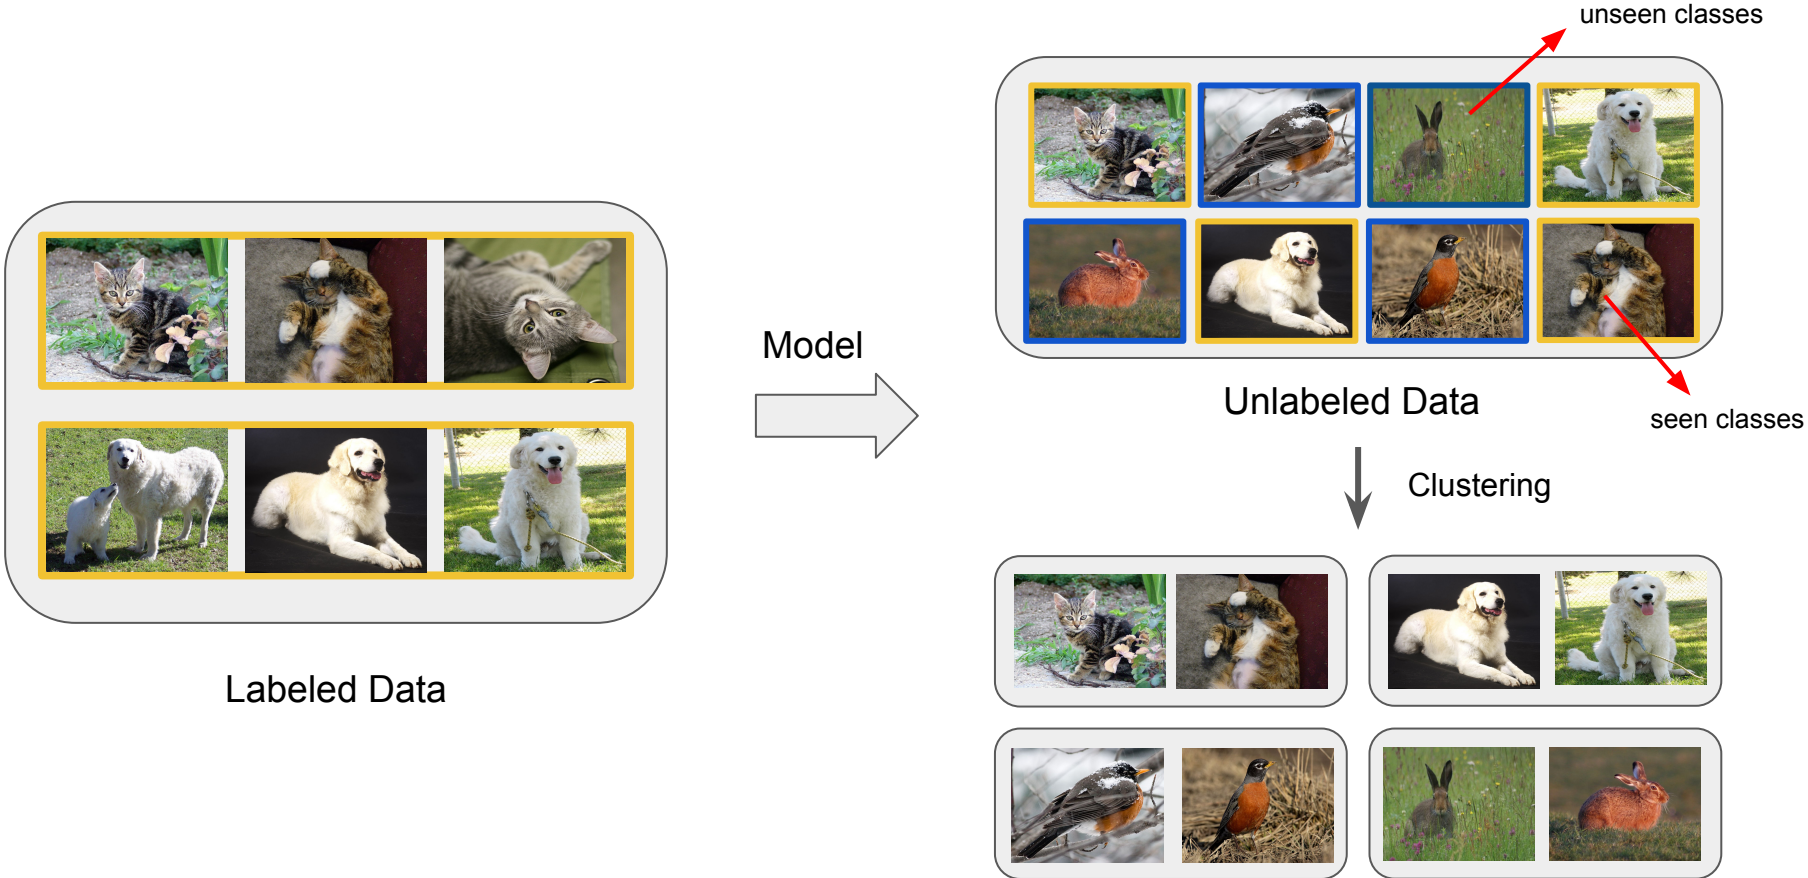 unseen classes
Model
Unlabeled Data
seen classes
Clustering
Labeled Data